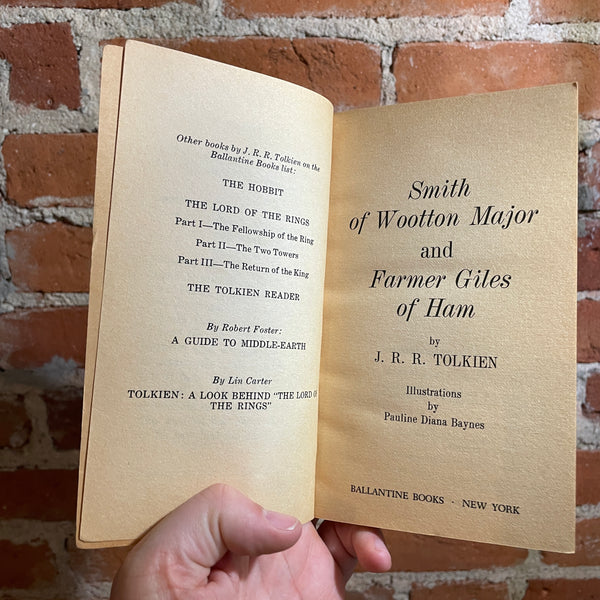 Other books by J. R. R. Tolkien on the
Ballantine Books list:
THE HOBBIT
THE LORD OF THE RINGS
Part I—The Fellowship of the Ring
Part II—The Two Towers
Part III—The Return of the King
THE TOLKIEN READER
By Robert Foster:
A GUIDE TO MIDDLE-EARTH
By Lin Carter
TOLKIEN: A LOOK BEHIND "THE LORD OF
THE RINGS"
Smith
of Wootton Major
and
Farmer Giles
of Ham
by
J. R. R. TOLKIEN
Illustrations
by
Pauline Diana Baynes
BALLANTINE BOOKS · NEW YORK